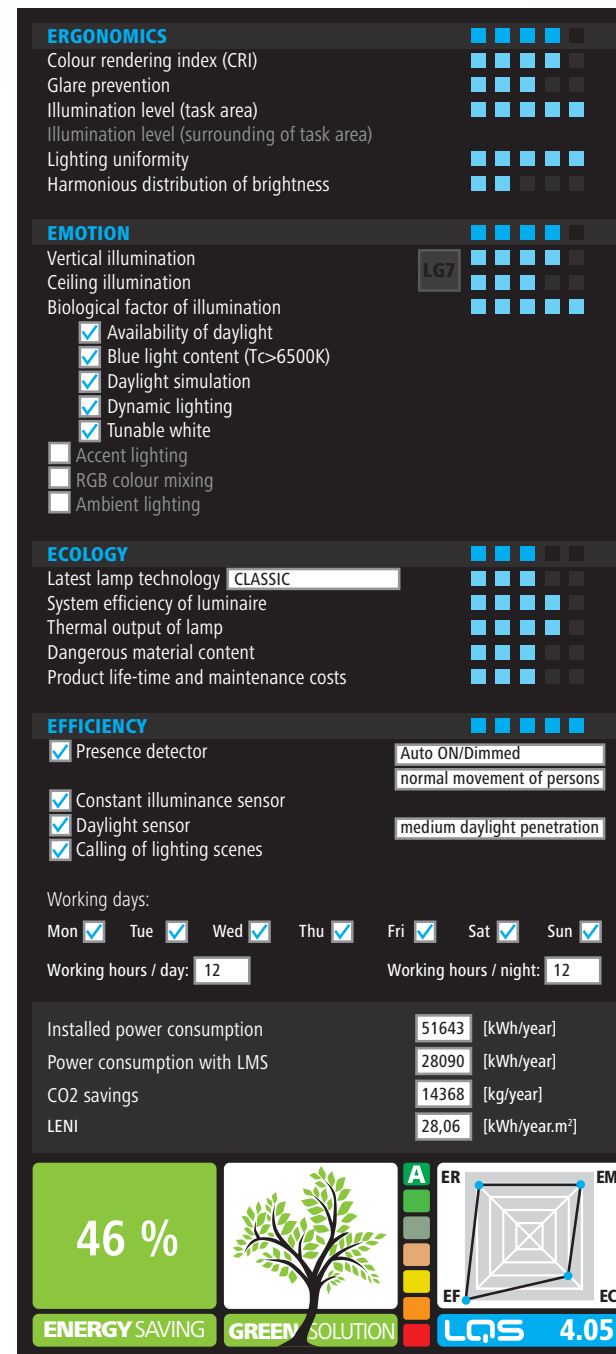 ERGONOMICS
Colour rendering index (CRI)
Glare prevention
Illumination level (task area)
Illumination level (surrounding of task area)
Lighting uniformity
Harmonious distribution of brightness
EMOTION
Vertical illumination
LG7
Ceiling illumination
Biological factor of illumination
Availability of daylight
Blue light content (Tc>6500K)
Daylight simulation
Dynamic lighting
Tunable white
Accent lighting
RGB colour mixing
Ambient lighting
ECOLOGY
Latest lamp technology CLASSIC
System efficiency of luminaire
Thermal output of lamp
Dangerous material content
Product life-time and maintenance costs
EFFICIENCY
Presence detector Auto ON/Dimmed
normal movement of persons
Constant illuminance sensor
Daylight sensor medium daylight penetration
Calling of lighting scenes
Working days:
Mon Tue Wed Thu Fri Sat Sun
Working hours / day: 12 Working hours / night: 12
Installed power consumption 51643 [kWh/year]
Power consumption with LMS 28090 [kWh/year]
CO2 savings 14368 [kg/year]
LENI 28,06 [kWh/year.m²]
A ER EM
46 %
EF EC
ENERGY SAVING GREEN SOLUTION LQS 4.05